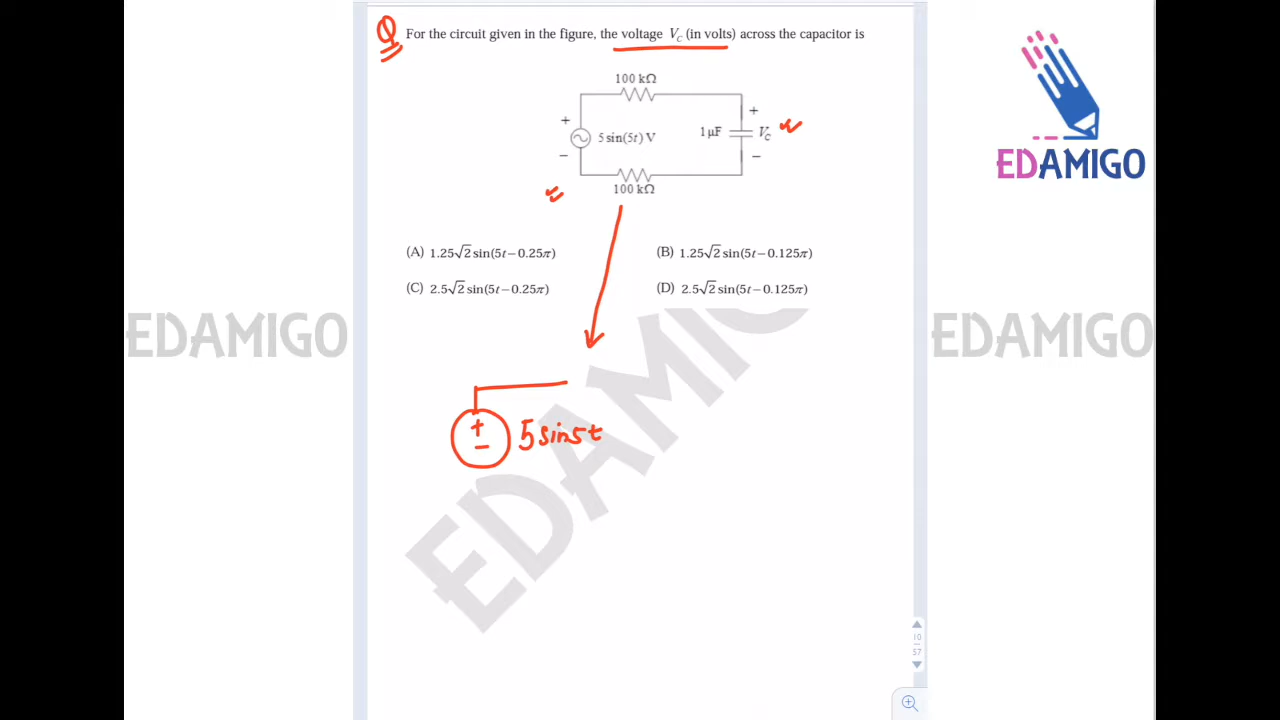 Q For the circuit given in the figure, the voltage V_c (in volts) across the capacitor is
100 kΩ
+ +
5 sin(5t) V 1 μF V_C
− −
100 kΩ
(A) 1.25√2 sin(5t−0.25π) (B) 1.25√2 sin(5t−0.125π)
(C) 2.5√2 sin(5t−0.25π) (D) 2.5√2 sin(5t−0.125π)
+
− 5 sin5t
EDAMIGO
EDAMIGO
EDAMIGO
EDAMIGO
10
57